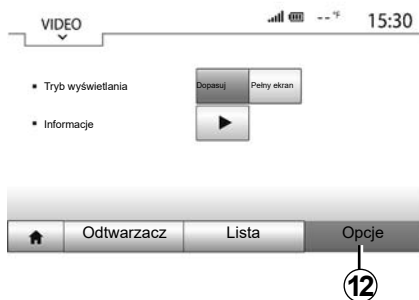 VIDEO
--°F
15:30
Tryb wyświetlania
Dopasuj
Pełny ekran
Informacje
Odtwarzacz
Lista
Opcje
12